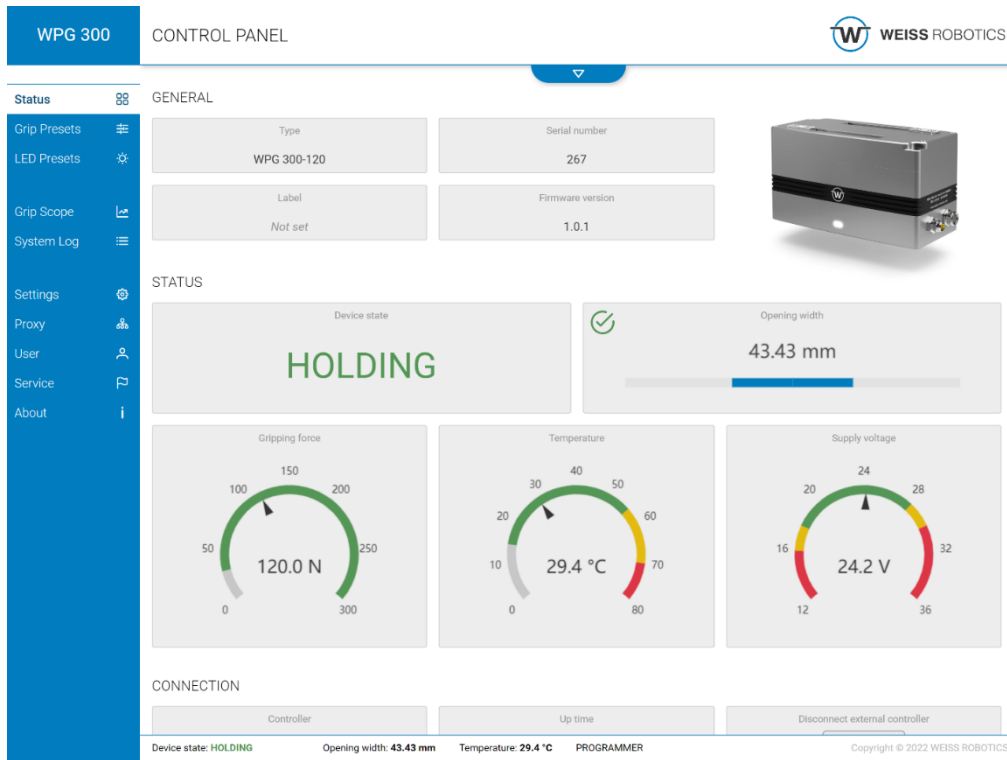 WPG 300
CONTROL PANEL
WEISS ROBOTICS
Status
Grip Presets
LED Presets
Grip Scope
System Log
Settings
Proxy
User
Service
About
GENERAL
Type
WPG 300-120
Serial number
267
Label
Not set
Firmware version
1.0.1
STATUS
Device state
HOLDING
Opening width
43.43 mm
Gripping force
0
50
100
150
200
250
300
120.0 N
Temperature
0
10
20
30
40
50
60
70
80
29.4 °C
Supply voltage
12
16
20
24
28
32
36
24.2 V
CONNECTION
Controller
Up time
Disconnect external controller
Device state: HOLDING
Opening width: 43.43 mm
Temperature: 29.4 °C
PROGRAMMER
Copyright © 2022 WEISS ROBOTICS